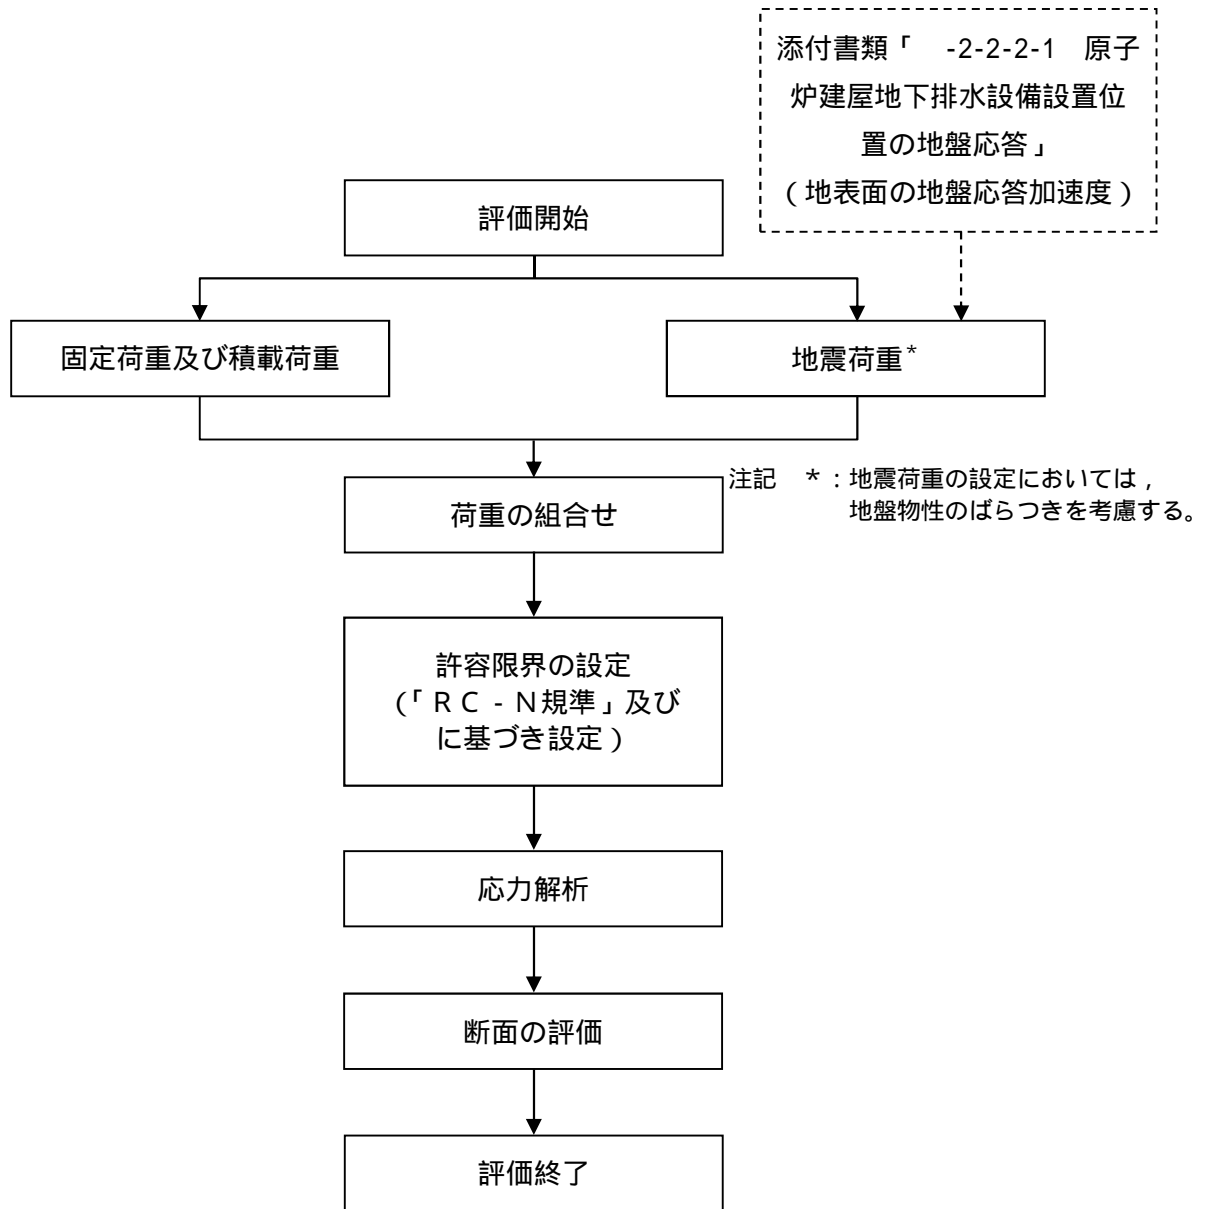 添付書類「　-2-2-2-1　原子
炉建屋地下排水設備設置位
置の地盤応答」
(地表面の地盤応答加速度)
評価開始
固定荷重及び積載荷重
地震荷重*
荷重の組合せ
注記　*:地震荷重の設定においては,
地盤物性のばらつきを考慮する。
許容限界の設定
(「ＲＣ-Ｎ規準」及び
に基づき設定)
応力解析
断面の評価
評価終了